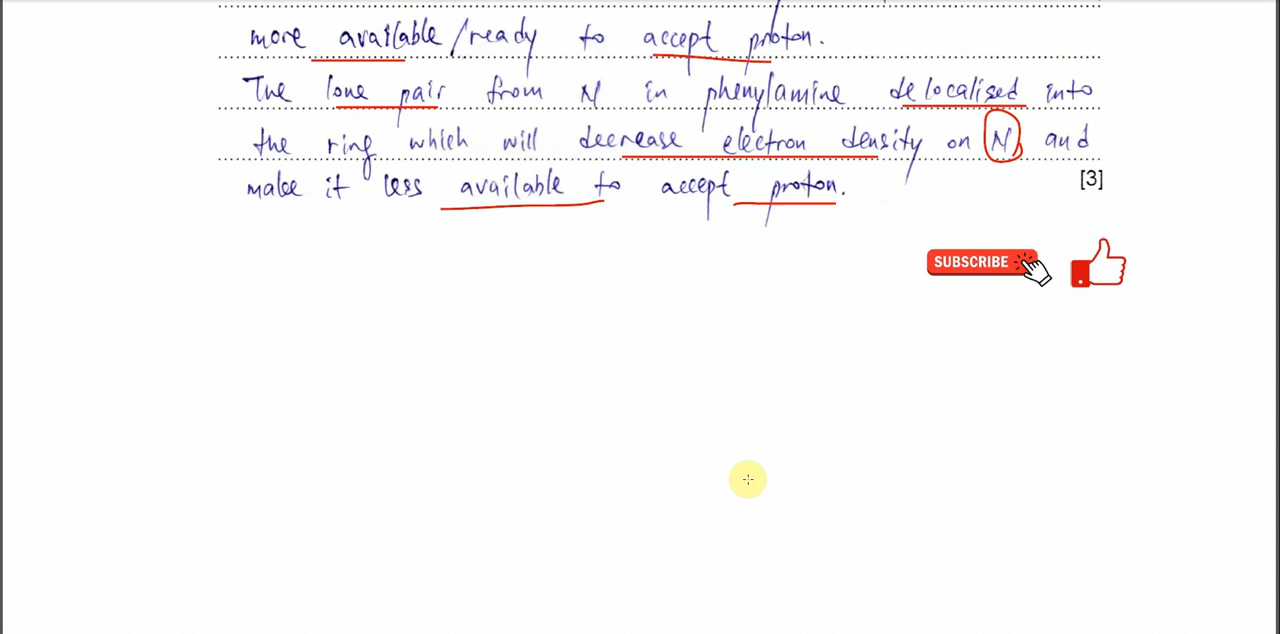 more available/ready to accept proton.
The lone pair from N in phenylamine delocalised into
the ring which will decrease electron density on N, and
make it less available to accept proton.
[3]
SUBSCRIBE